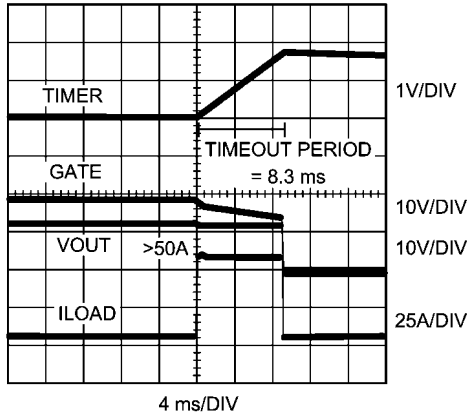 TIMER
1V/DIV
TIMEOUT PERIOD
= 8.3 ms
GATE
10V/DIV
VOUT
>50A
10V/DIV
ILOAD
25A/DIV
4 ms/DIV